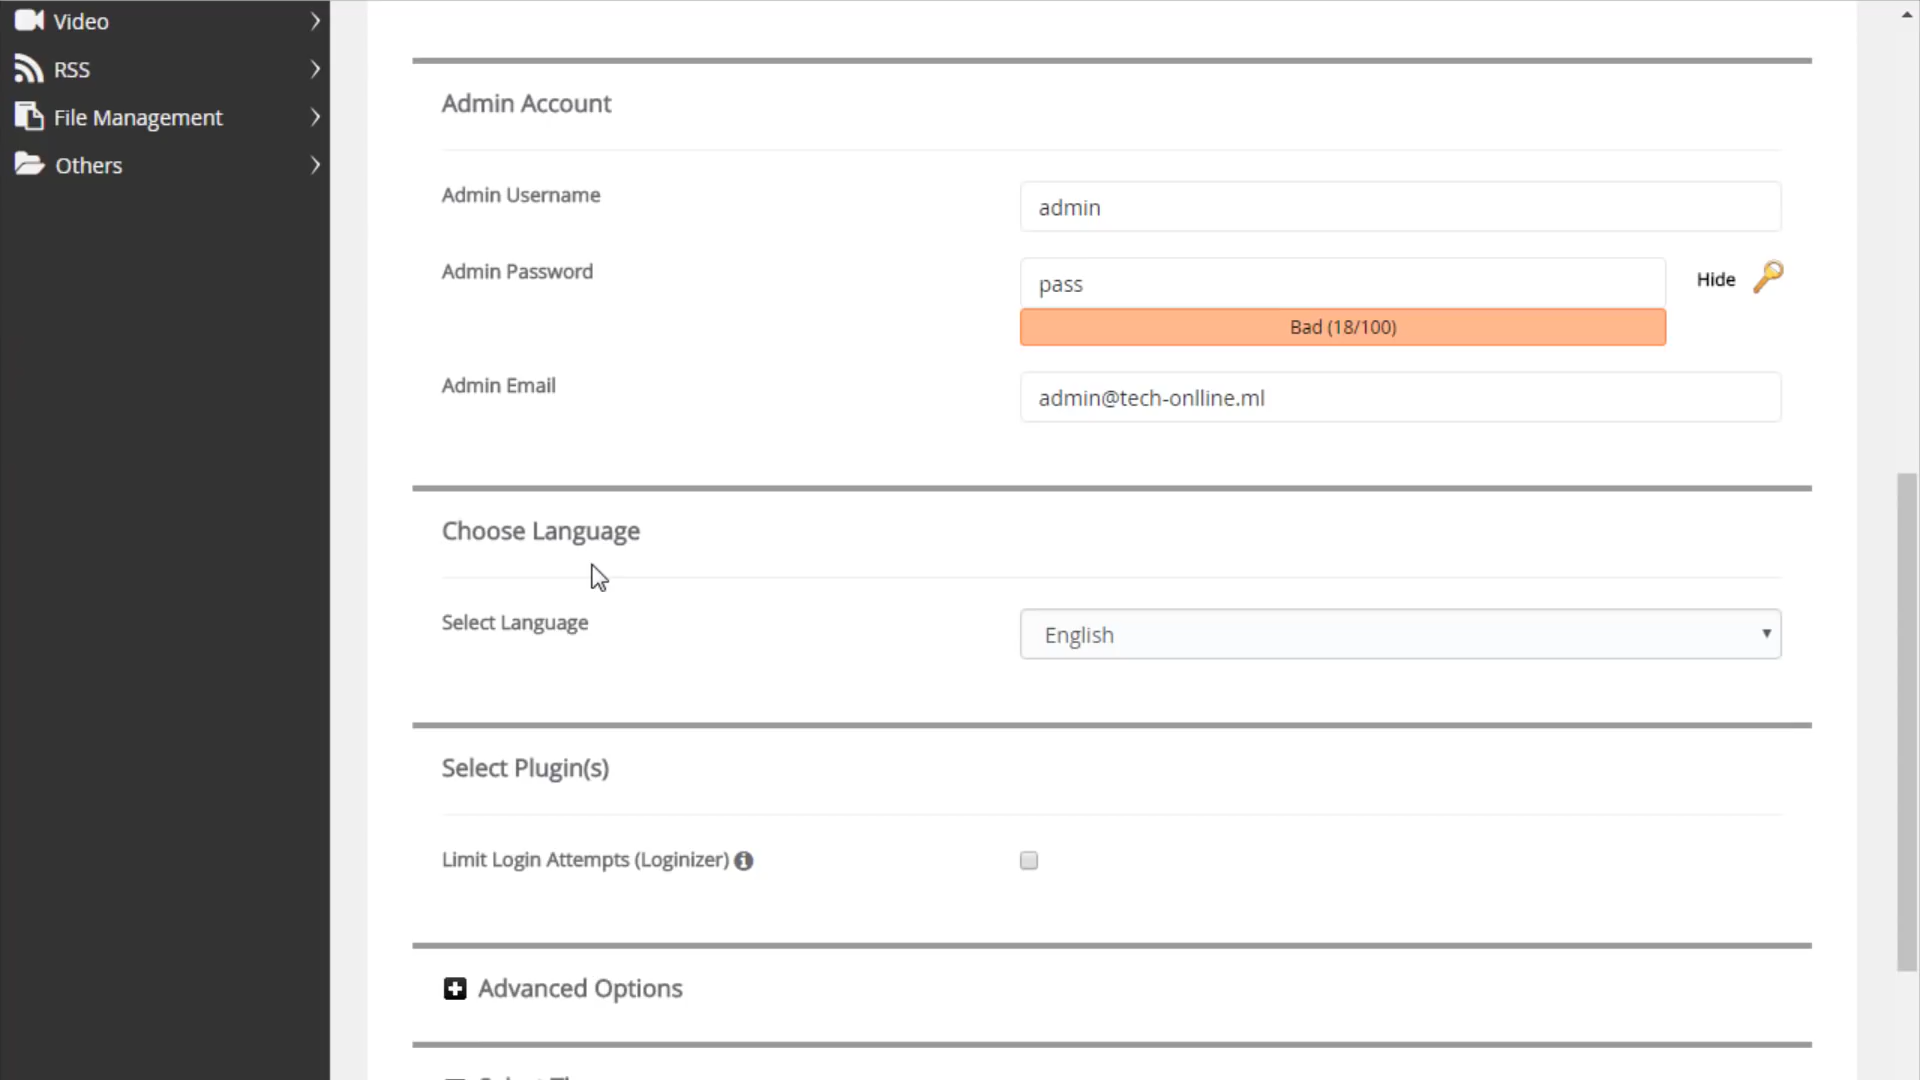 Video
RSS
File Management
Others
Admin Account
Admin Username
admin
Admin Password
pass
Hide
Bad (18/100)
Admin Email
admin@tech-onlline.ml
Choose Language
Select Language
English
Select Plugin(s)
Limit Login Attempts (Loginizer)
Advanced Options